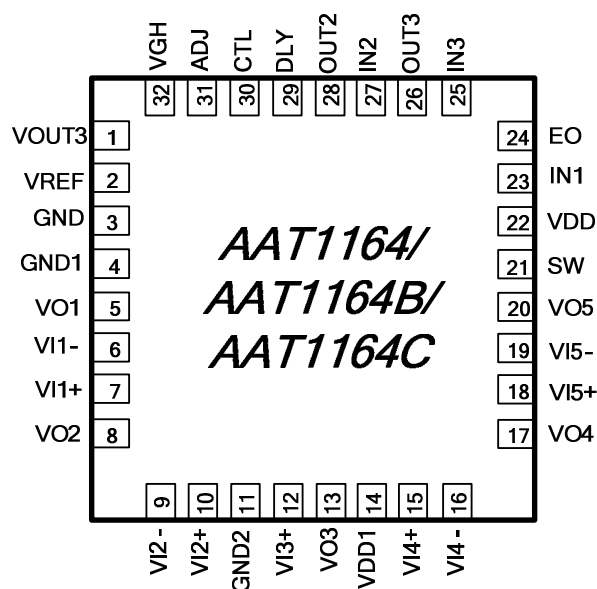 VGH ADJ CTL DLY OUT2 IN2 OUT3 IN3
32 31 30 29 28 27 26 25
VOUT3 1 24 EO
VREF 2 23 IN1
GND 3 22 VDD
GND1 4 21 SW
VO1 5 20 VO5
VI1- 6 19 VI5-
VI1+ 7 18 VI5+
VO2 8 17 VO4
AAT1164/
AAT1164B/
AAT1164C
9 10 11 12 13 14 15 16
VI2- VI2+ GND2 VI3+ VO3 VDD1 VI4+ VI4-